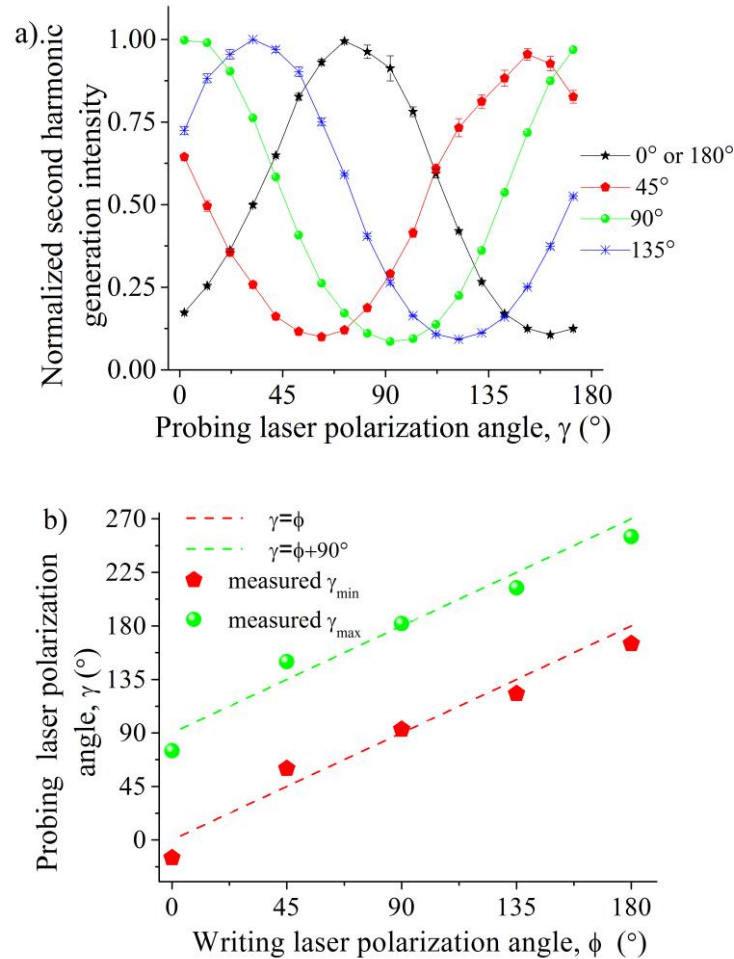 a).
Normalized second harmonic
generation intensity
1.00
0.75
0.50
0.25
0.00
0 45 90 135 180
Probing laser polarization angle, γ (°)
0° or 180°
45°
90°
135°
b)
Probing laser polarization
angle, γ (°)
270
225
180
135
90
45
0
γ=ϕ
γ=ϕ+90°
measured γmin
measured γmax
0 45 90 135 180
Writing laser polarization angle, ϕ (°)